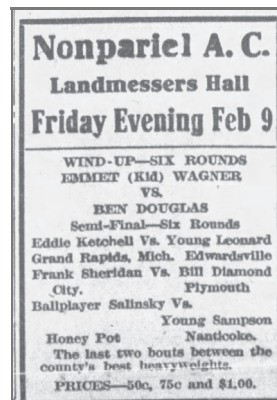 Nonpariel A. C.
Landmessers Hall
Friday Evening Feb 9
WIND-UP—SIX ROUNDS
EMMET (Kid) WAGNER
VS.
BEN DOUGLAS
Semi-Final—Six Rounds
Eddie Ketchell Vs. Young Leonard
Grand Rapids, Mich. Edwardsville
Frank Sheridan Vs. Bill Diamond
City. Plymouth
Ballplayer Salinsky Vs.
Young Sampson
Honey Pot Nanticoke.
The last two bouts between the
county's best heavyweights.
PRICES—50c, 75c and $1.00.